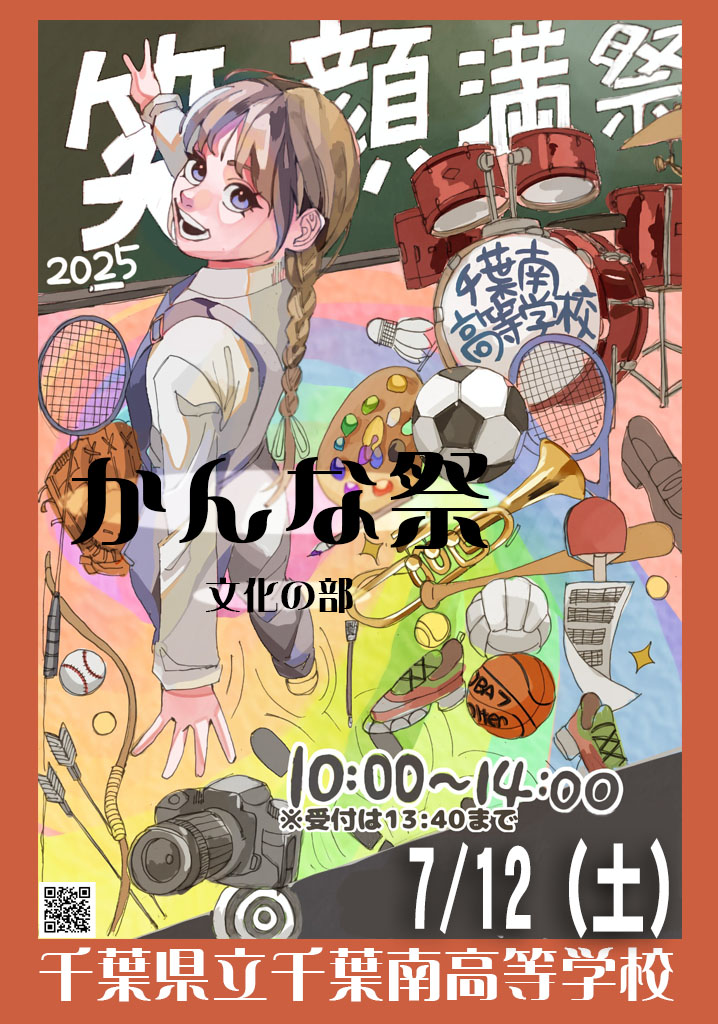 笑顔満祭
2025
千葉南
高等学校
かんな祭
文化の部
10:00~14:00
※受付は13:40まで
7/12（土）
千葉県立千葉南高等学校